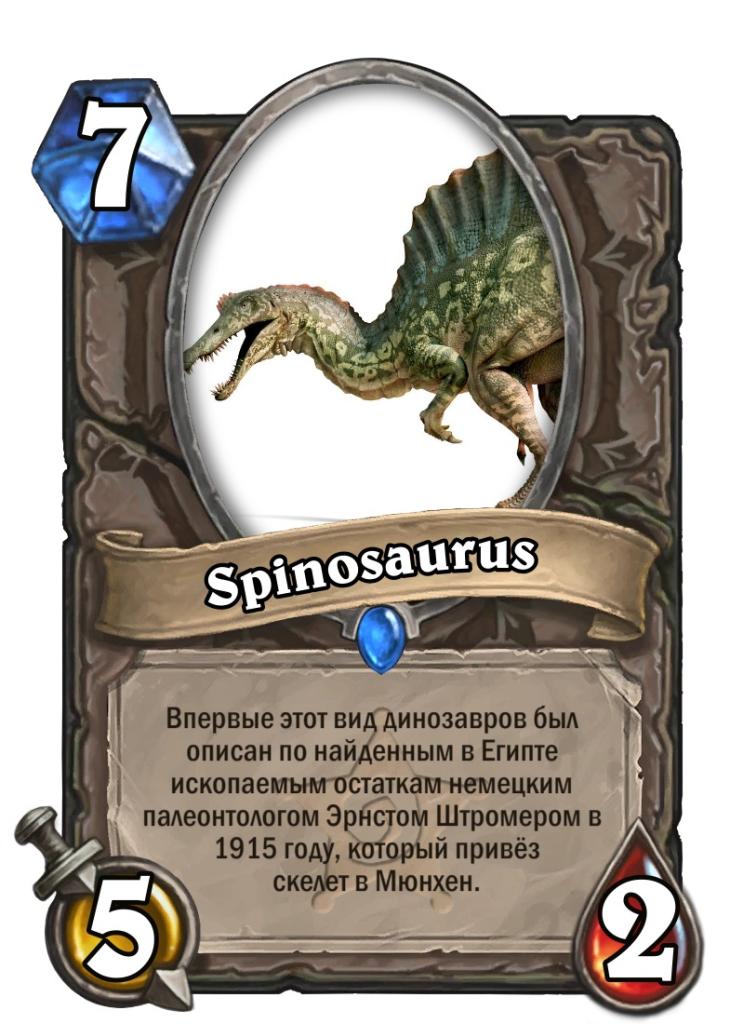 7
Spinosaurus
Впервые этот вид динозавров был
описан по найденным в Египте
ископаемым остаткам немецким
палеонтологом Эрнстом Штромером в
1915 году, который привёз
скелет в Мюнхен.
5
2